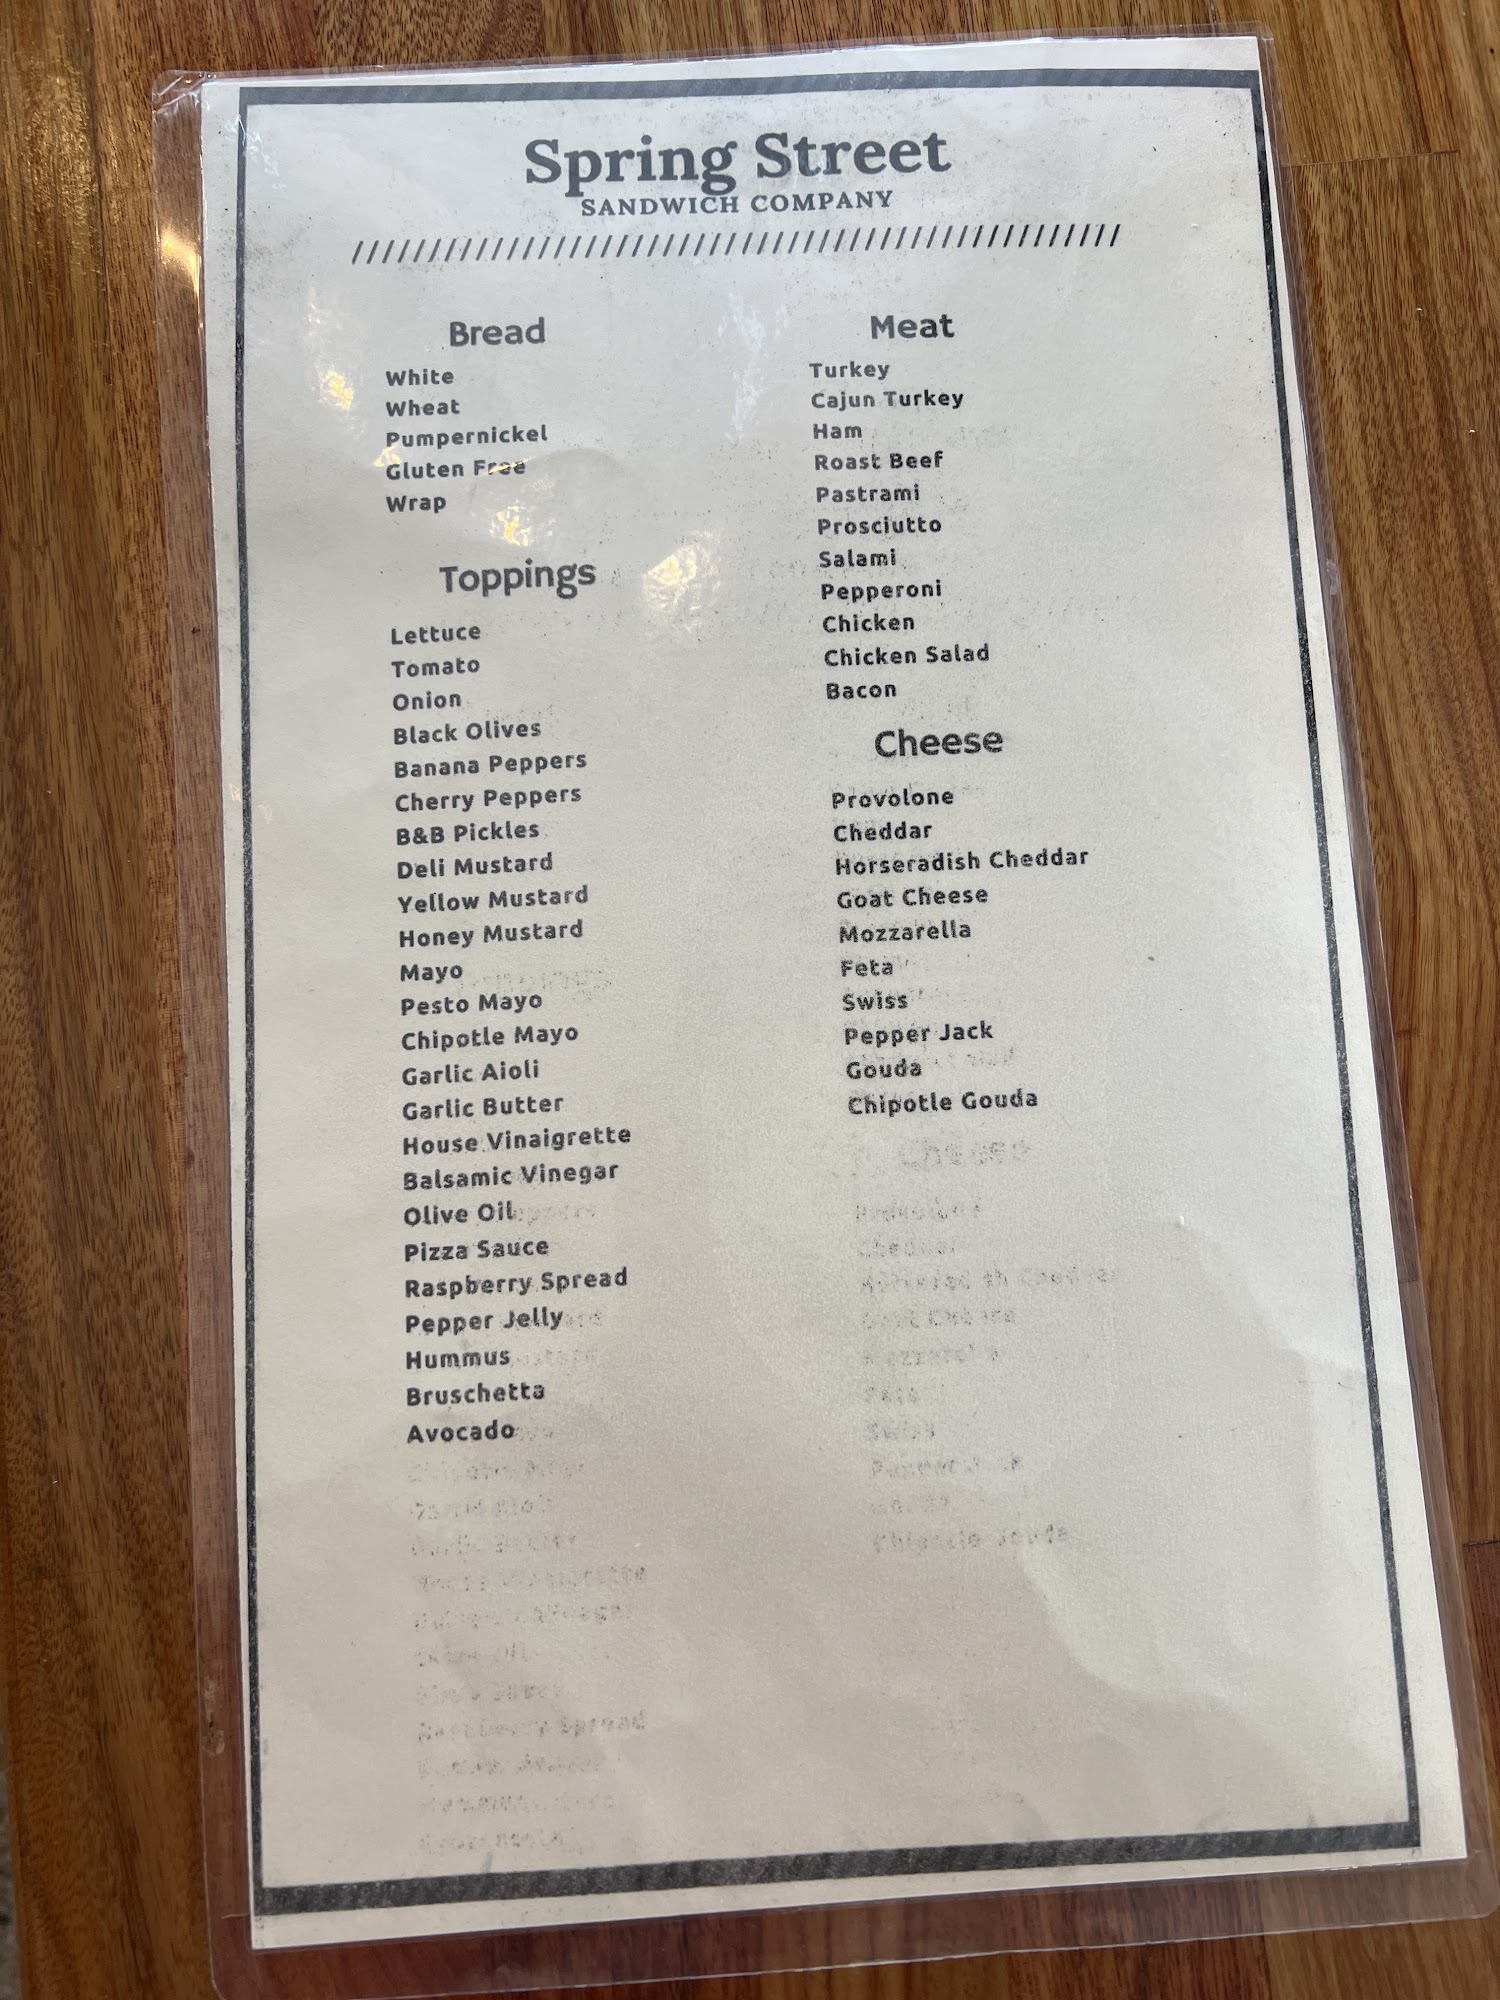 Spring Street
SANDWICH COMPANY
Bread
White
Wheat
Pumpernickel
Gluten Free
Wrap
Toppings
Lettuce
Tomato
Onion
Black Olives
Banana Peppers
Cherry Peppers
B&B Pickles
Deli Mustard
Yellow Mustard
Honey Mustard
Mayo
Pesto Mayo
Chipotle Mayo
Garlic Aioli
Garlic Butter
House Vinaigrette
Balsamic Vinegar
Olive Oil
Pizza Sauce
Raspberry Spread
Pepper Jelly
Hummus
Bruschetta
Avocado
Meat
Turkey
Cajun Turkey
Ham
Roast Beef
Pastrami
Prosciutto
Salami
Pepperoni
Chicken
Chicken Salad
Bacon
Cheese
Provolone
Cheddar
Horseradish Cheddar
Goat Cheese
Mozzarella
Feta
Swiss
Pepper Jack
Gouda
Chipotle Gouda